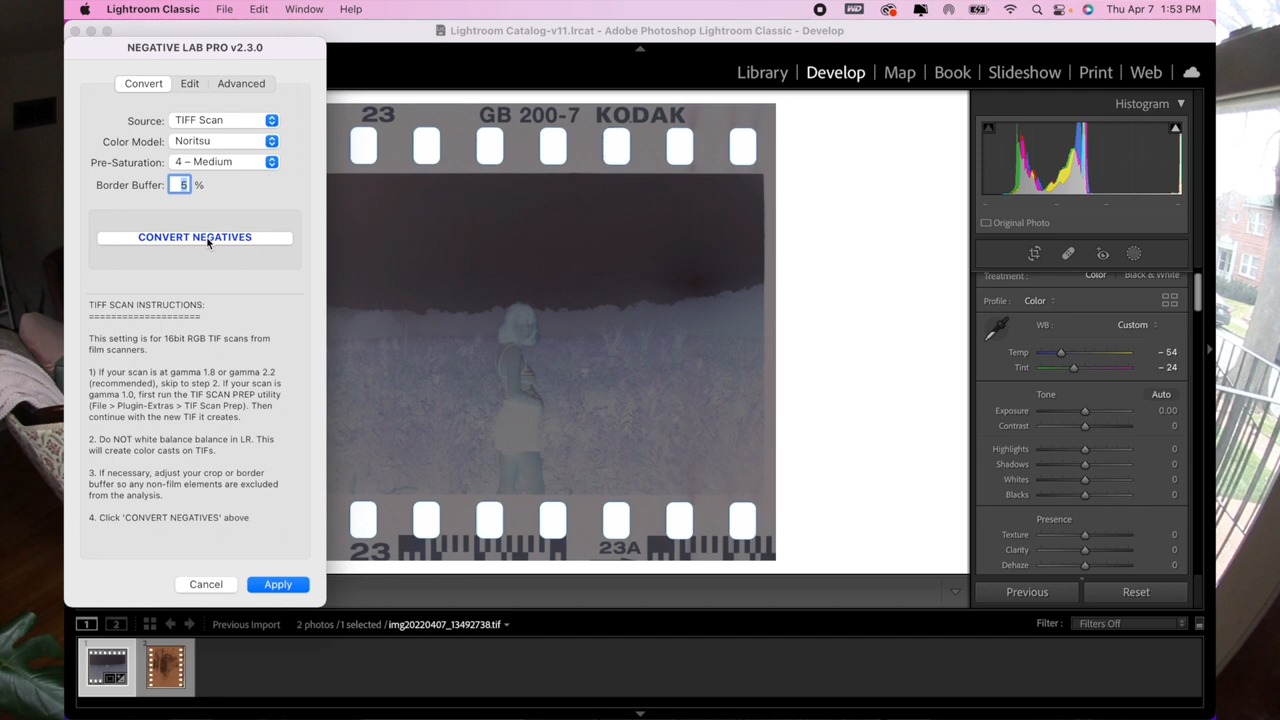 Lightroom Classic File Edit Window Help
WD
Thu Apr 7 1:53 PM
Lightroom Catalog-v11.lrcat - Adobe Photoshop Lightroom Classic - Develop
NEGATIVE LAB PRO v2.3.0
Convert Edit Advanced
Source: TIFF Scan
Color Model: Noritsu
Pre-Saturation: 4 – Medium
Border Buffer: 5 %
CONVERT NEGATIVES
TIFF SCAN INSTRUCTIONS:
====================
This setting is for 16bit RGB TIF scans from
film scanners.
1) If your scan is at gamma 1.8 or gamma 2.2
(recommended), skip to step 2. If your scan is
gamma 1.0, first run the TIF SCAN PREP utility
(File > Plugin-Extras > TIF Scan Prep). Then
continue with the new TIF it creates.
2. Do NOT white balance balance in LR. This
will create color casts on TIFs.
3. If necessary, adjust your crop or border
buffer so any non-film elements are excluded
from the analysis.
4. Click 'CONVERT NEGATIVES' above
Cancel Apply
Library | Develop | Map | Book | Slideshow | Print | Web
23 GB 200-7 KODAK
23 23A
Histogram
Original Photo
Treatment: Color Black & White
Profile: Color
WB: Custom
Temp – 54
Tint – 24
Tone Auto
Exposure 0.00
Contrast 0
Highlights 0
Shadows 0
Whites 0
Blacks 0
Presence
Texture 0
Clarity 0
Dehaze 0
Previous Reset
1 2 Previous Import 2 photos / 1 selected / img20220407_13492738.tif
Filter: Filters Off
1 2